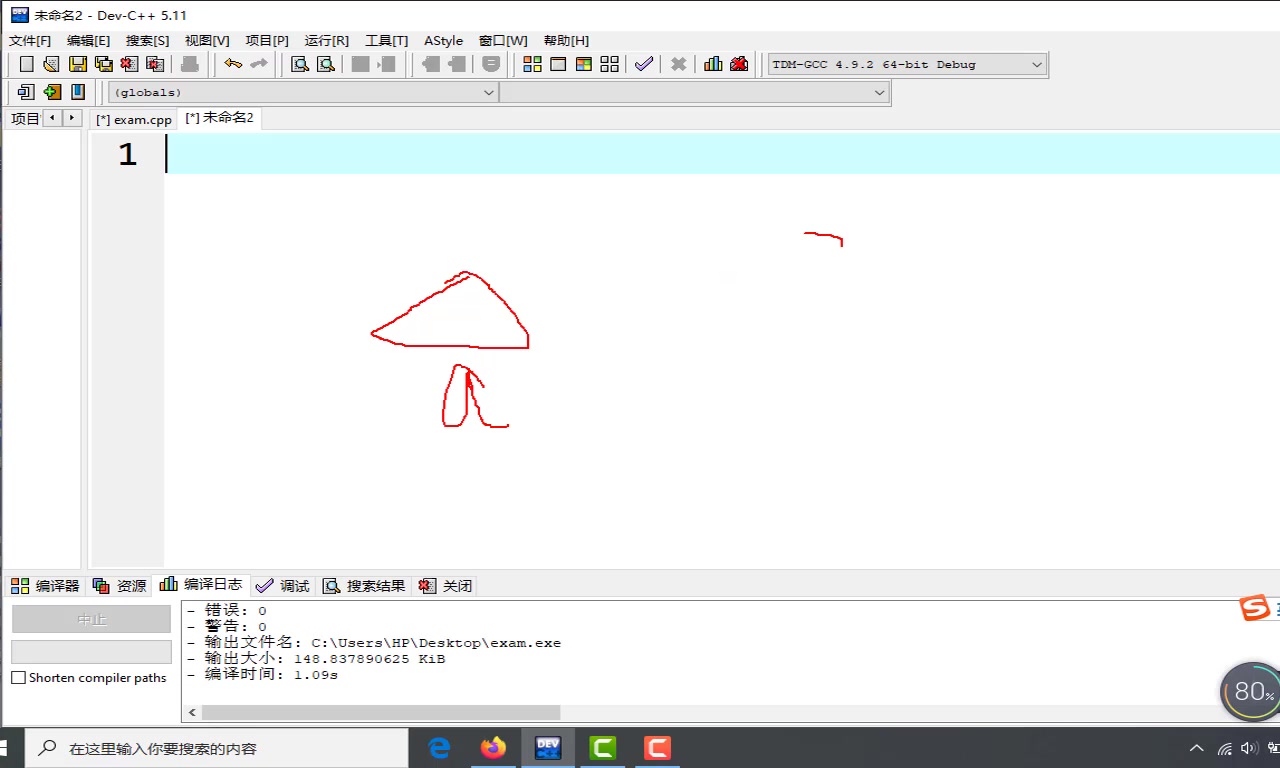 未命名2 - Dev-C++ 5.11
文件[F] 编辑[E] 搜索[S] 视图[V] 项目[P] 运行[R] 工具[T] AStyle 窗口[W] 帮助[H]
TDM-GCC 4.9.2 64-bit Debug
(globals)
项目 [*] exam.cpp [*] 未命名2
1
编译器 资源 编译日志 调试 搜索结果 关闭
中止
Shorten compiler paths
- 错误: 0
- 警告: 0
- 输出文件名: C:\Users\HP\Desktop\exam.exe
- 输出大小: 148.837890625 KiB
- 编译时间: 1.09s
80%
在这里输入你要搜索的内容
DEV